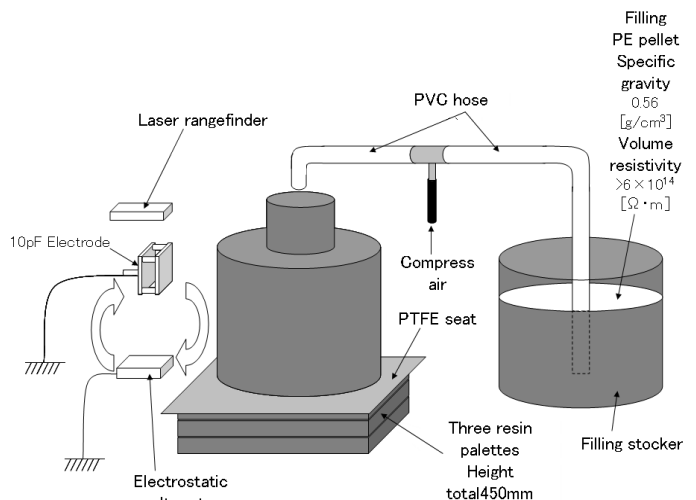 Filling
PE pellet
Specific
gravity
0.56
[g/cm³]
Volume
resistivity
>6×10¹⁴
[Ω・m]
PVC hose
Laser rangefinder
10pF Electrode
Compress
air
PTFE seat
Three resin
palettes
Height
total450mm
Filling stocker
Electrostatic